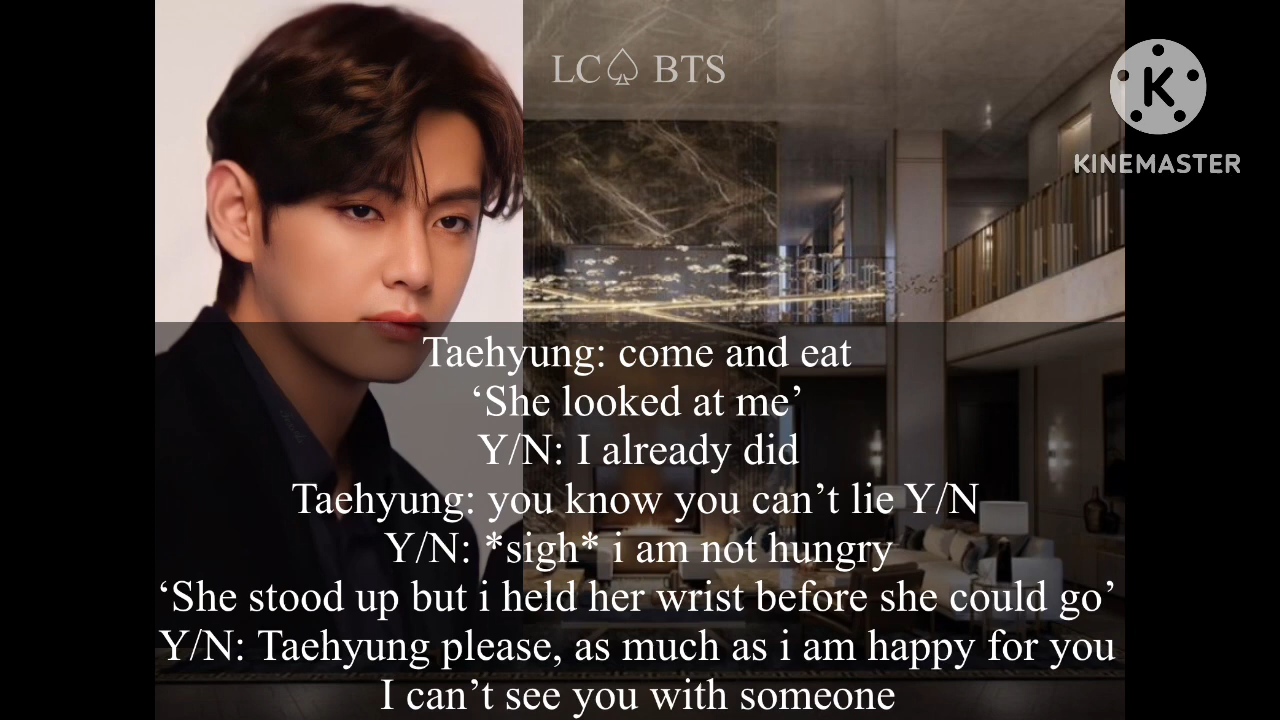 LC♤ BTS
K
KINEMASTER
Taehyung: come and eat
‘She looked at me’
Y/N: I already did
Taehyung: you know you can’t lie Y/N
Y/N: *sigh* i am not hungry
‘She stood up but i held her wrist before she could go’
Y/N: Taehyung please, as much as i am happy for you
I can’t see you with someone